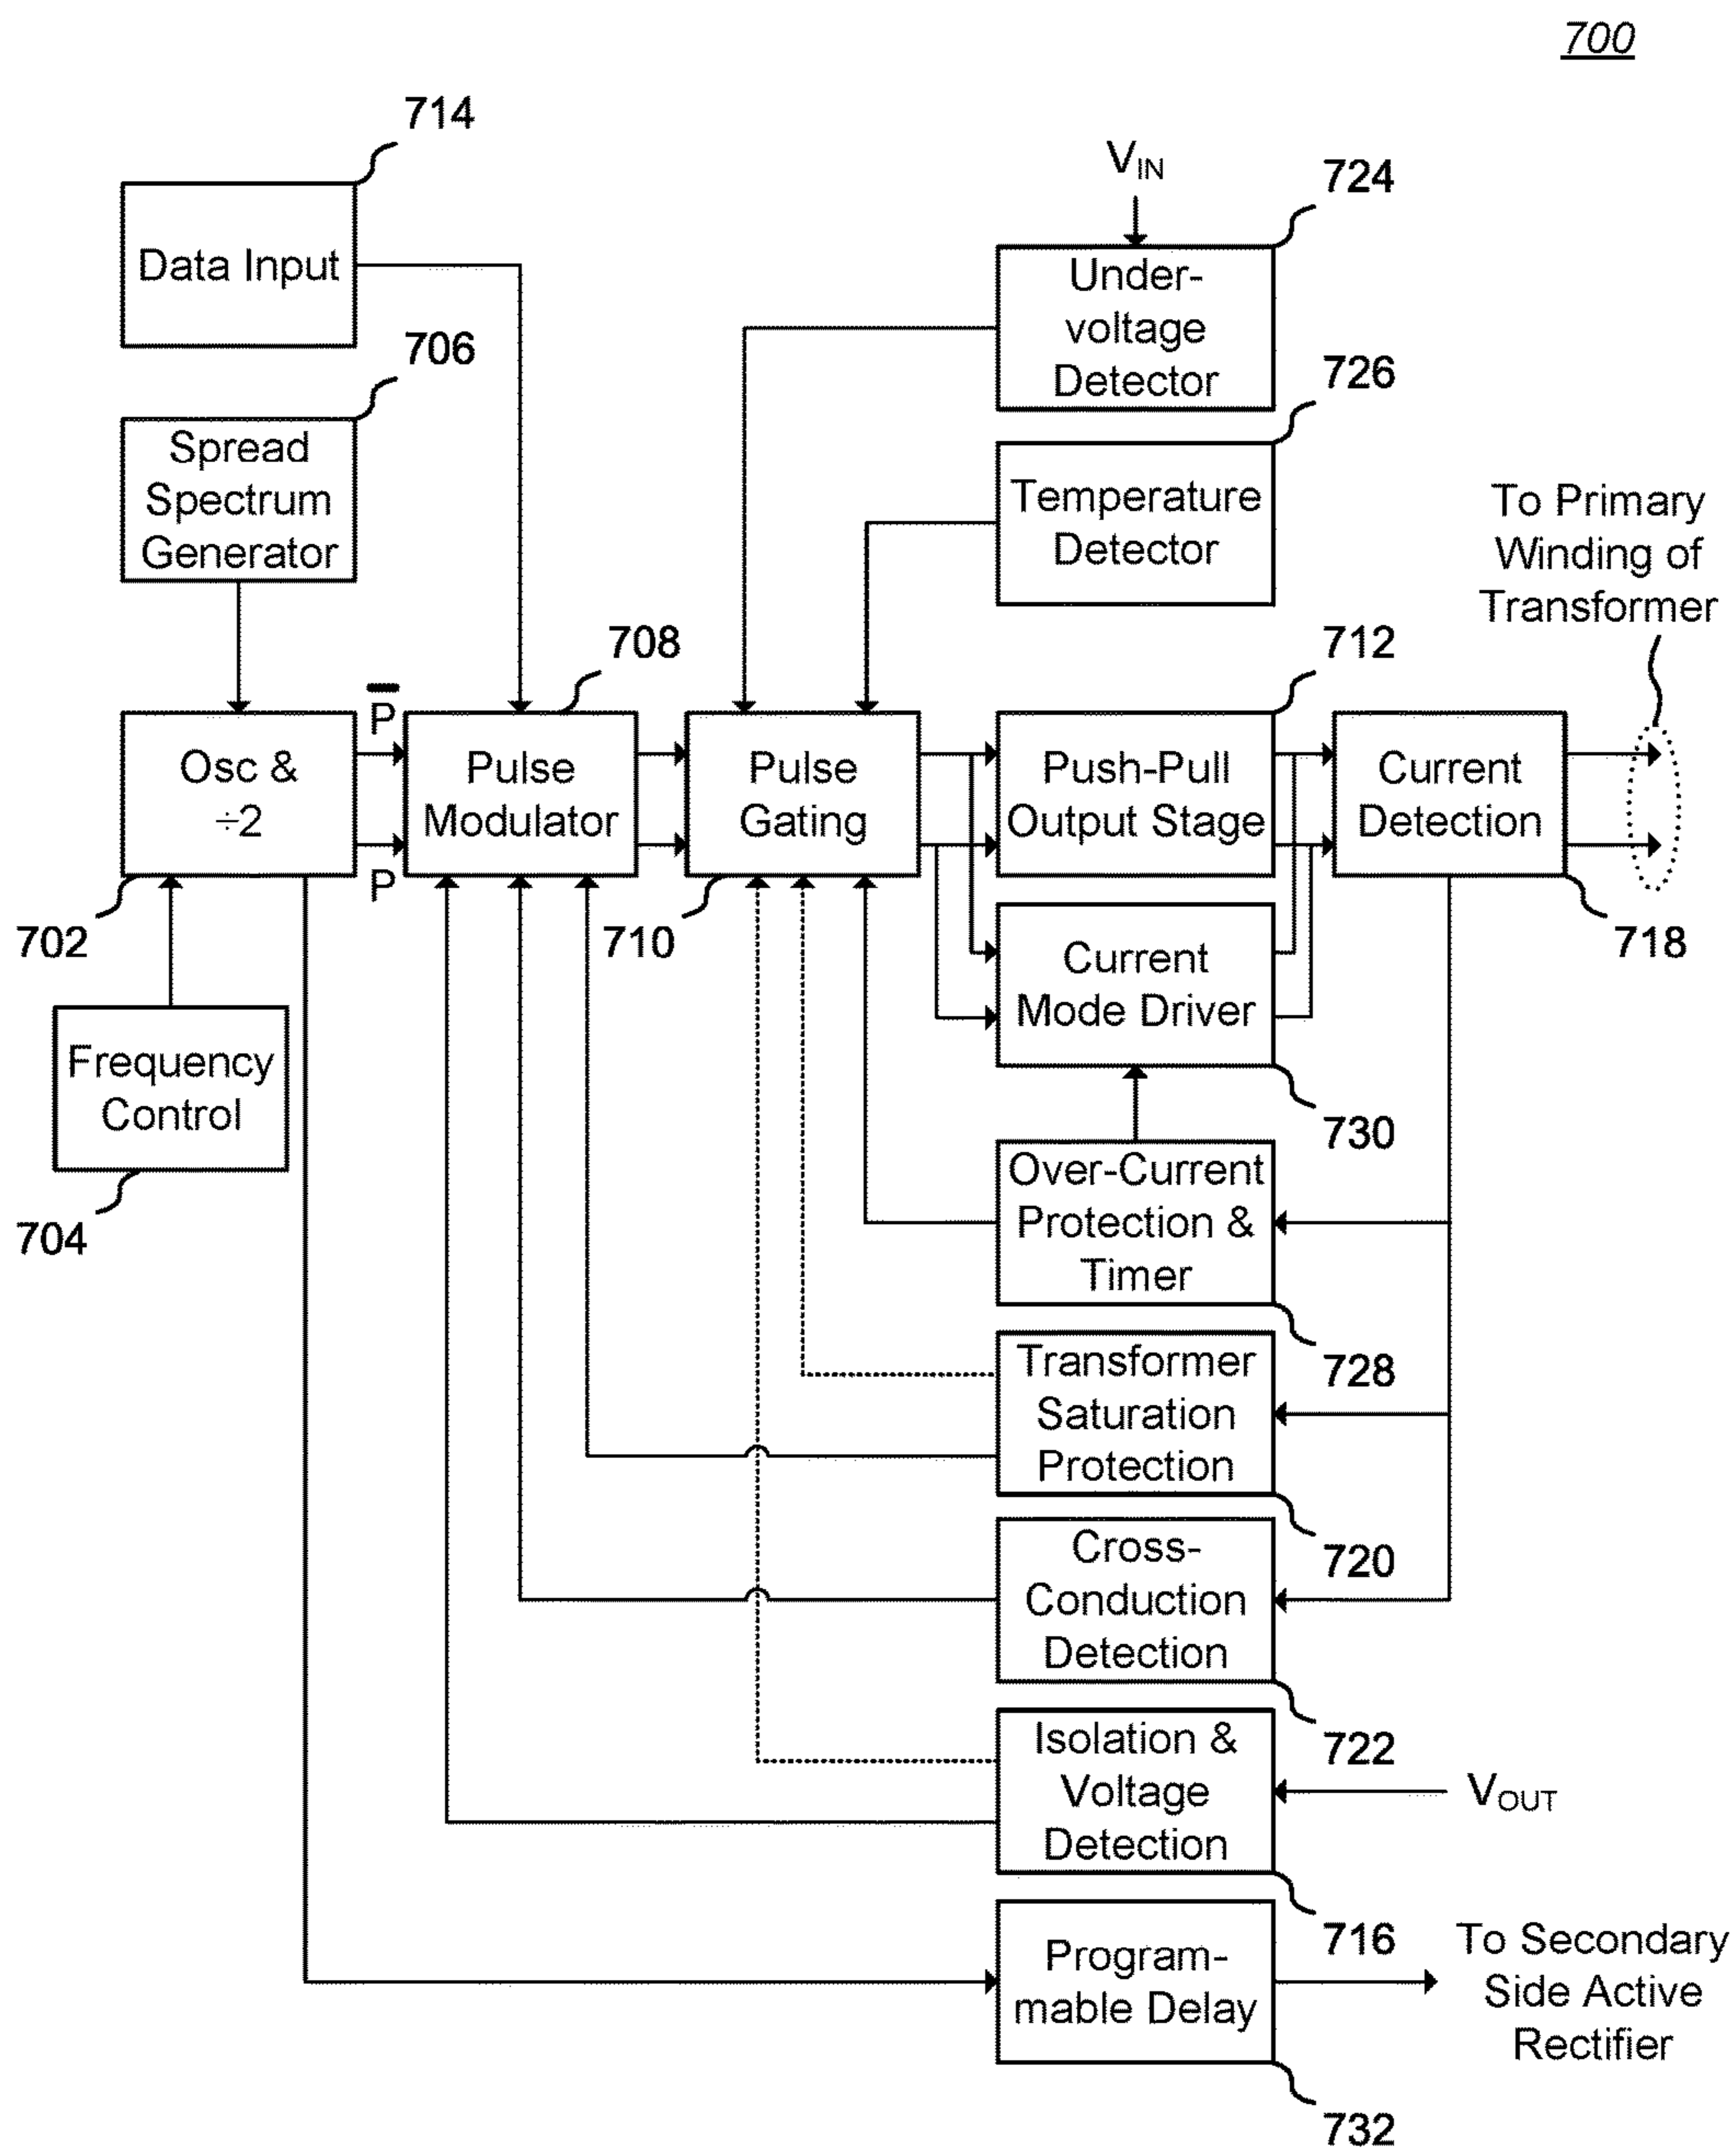 700
714
Data Input
V_IN
724
Under-
voltage
Detector
706
Spread
Spectrum
Generator
726
Temperature
Detector
To Primary
Winding of
Transformer
708
712
P̅
P
Osc &
÷2
Pulse
Modulator
Pulse
Gating
Push-Pull
Output Stage
Current
Detection
702
710
718
Current
Mode Driver
730
Frequency
Control
704
Over-Current
Protection &
Timer
728
Transformer
Saturation
Protection
720
Cross-
Conduction
Detection
722
Isolation &
Voltage
Detection
V_OUT
716
Program-
mable Delay
To Secondary
Side Active
Rectifier
732